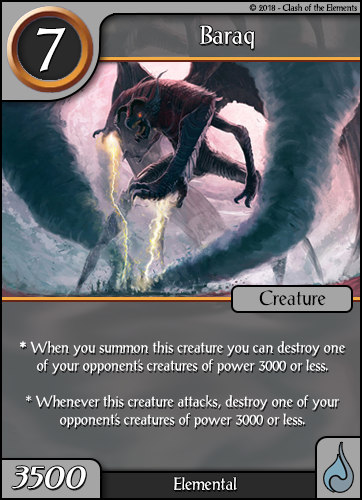 © 2018 - Clash of the Elements
7
Baraq
Creature
* When you summon this creature you can destroy one
of your opponent's creatures of power 3000 or less.
* Whenever this creature attacks, destroy one of your
opponent's creatures of power 3000 or less.
3500
Elemental